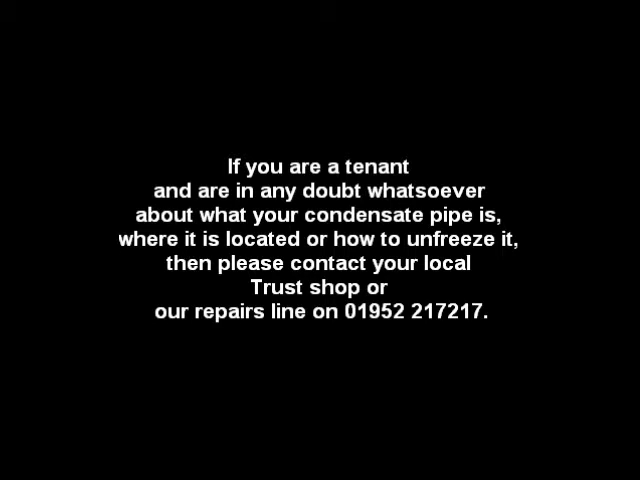 If you are a tenant
and are in any doubt whatsoever
about what your condensate pipe is,
where it is located or how to unfreeze it,
then please contact your local
Trust shop or
our repairs line on 01952 217217.